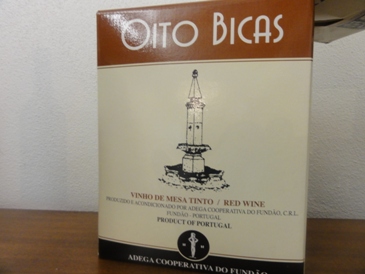 OITO BICAS
VINHO DE MESA TINTO / RED WINE
PRODUZIDO E ACONDICIONADO POR ADEGA COOPERATIVA DO FUNDÃO, C.R.L.
FUNDÃO - PORTUGAL
PRODUCT OF PORTUGAL
ADEGA COOPERATIVA DO FUNDÃO